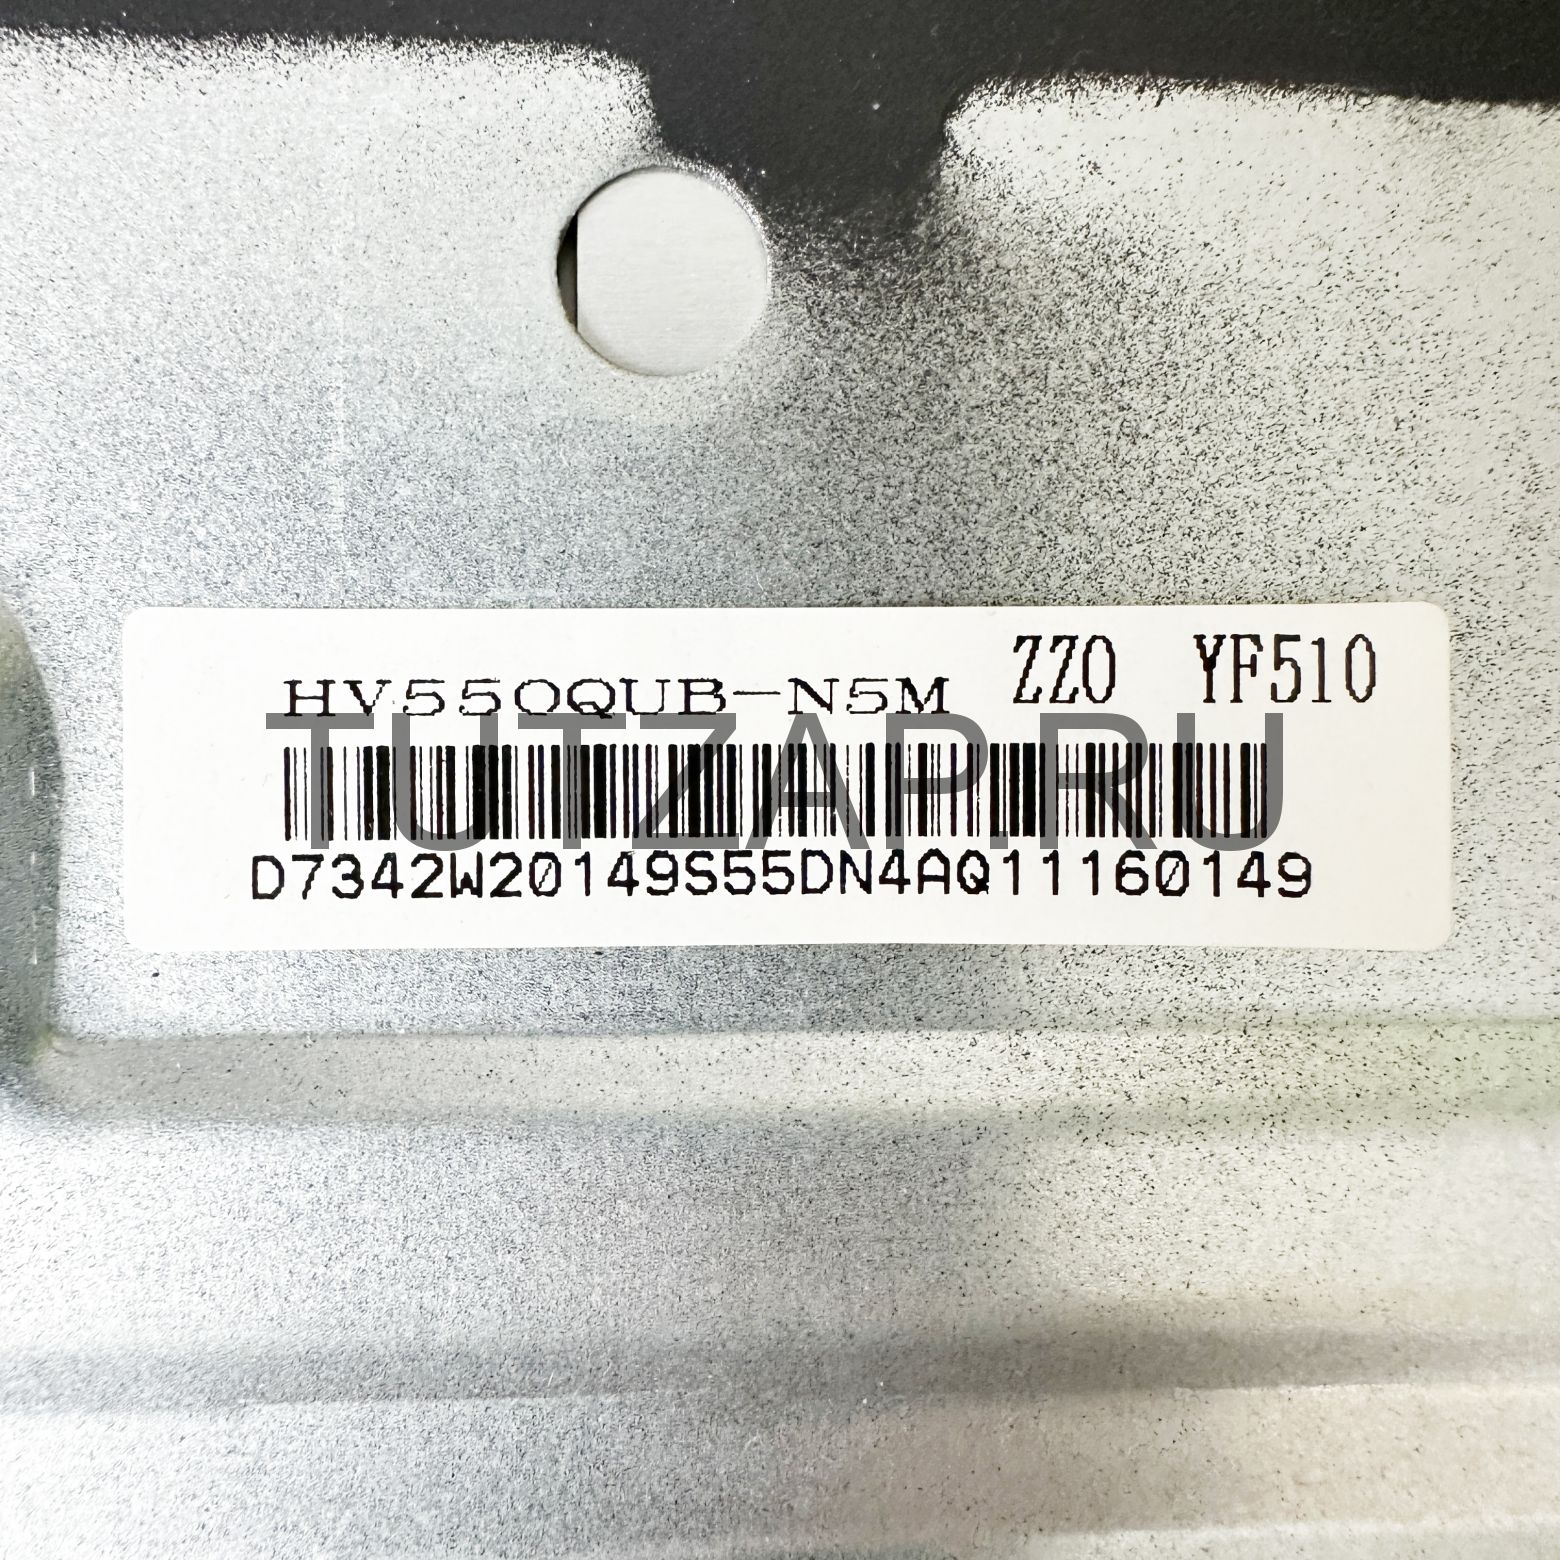 HV550QUB-N5M ZZ0 YF510
TUTZAP.RU
D7342W20149S55DN4AQ11160149